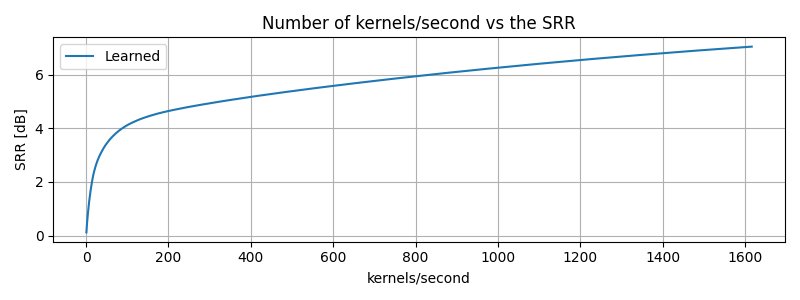 Number of kernels/second vs the SRR
Learned
SRR [dB]
6
4
2
0
0 200 400 600 800 1000 1200 1400 1600
kernels/second